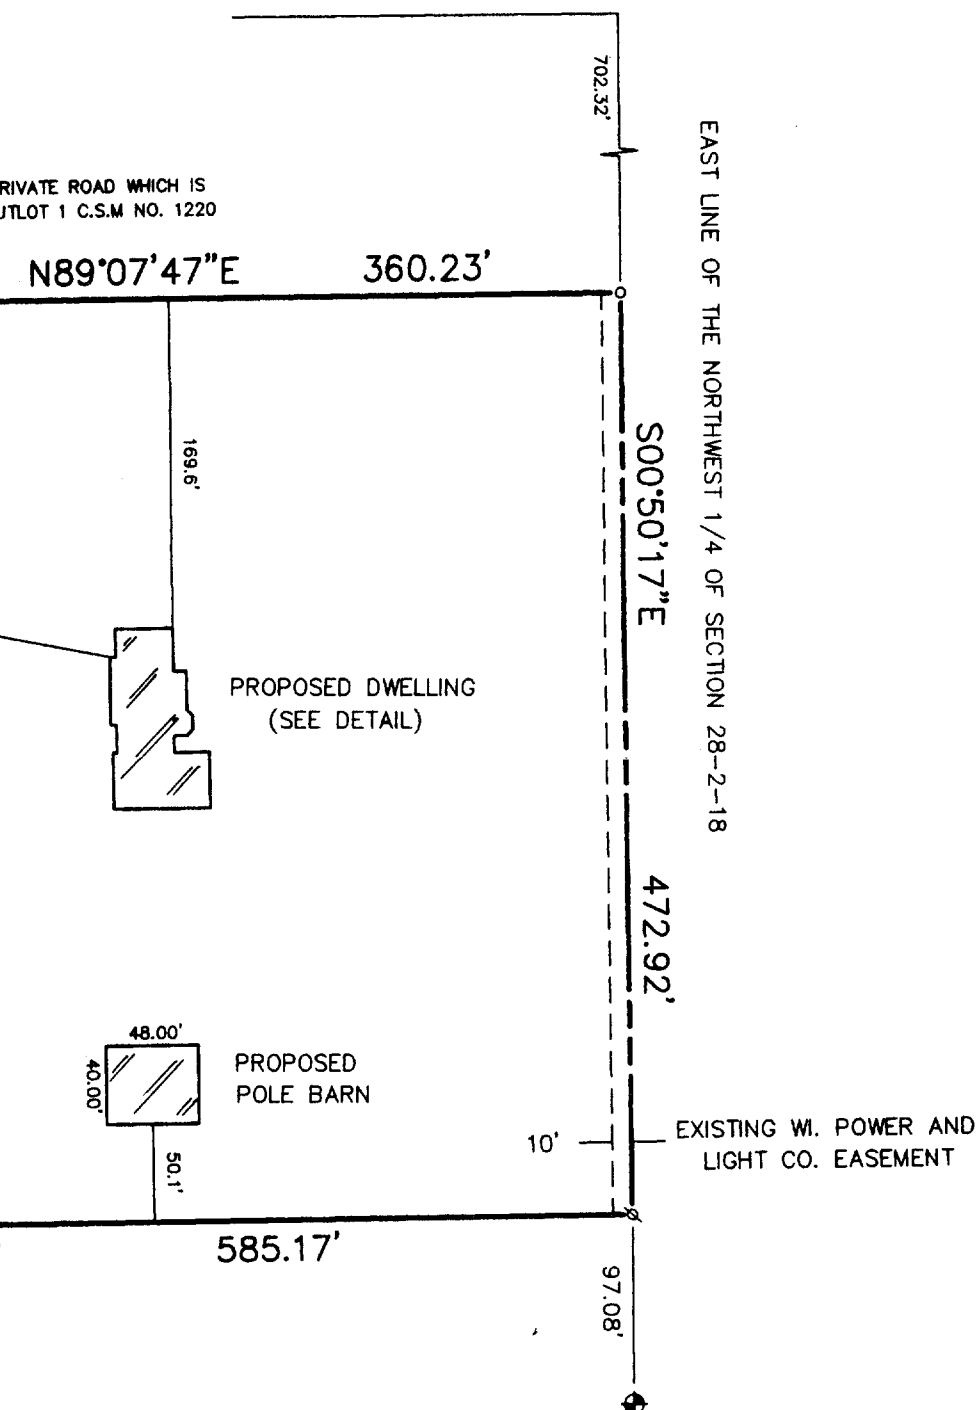 702.32'
EAST LINE OF THE NORTHWEST 1/4 OF SECTION 28-2-18
RIVATE ROAD WHICH IS
UTLOT 1 C.S.M NO. 1220
N89°07'47"E 360.23'
169.6'
S00°50'17"E
PROPOSED DWELLING
(SEE DETAIL)
472.92'
48.00'
40.00'
PROPOSED
POLE BARN
10'
EXISTING WI. POWER AND
LIGHT CO. EASEMENT
50.1'
585.17'
97.08'